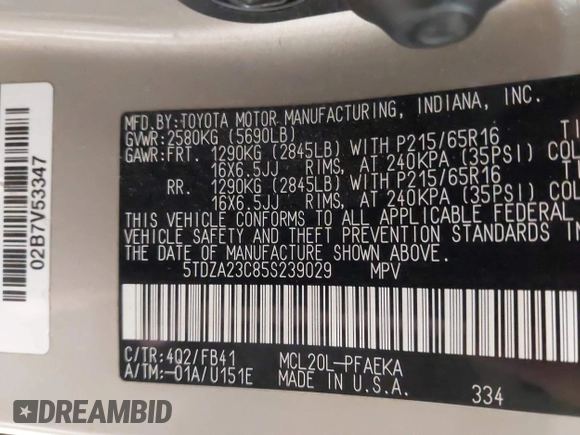 MFD.BY:TOYOTA MOTOR MANUFACTURING, INDIANA, INC.
GVWR:2580KG (5690LB)
GAWR:FRT. 1290KG (2845LB) WITH P215/65R16
16X6.5JJ RIMS, AT 240KPA (35PSI) COL
RR. 1290KG (2845LB) WITH P215/65R16
16X6.5JJ RIMS, AT 240KPA (35PSI) COL
THIS VEHICLE CONFORMS TO ALL APPLICABLE FEDERAL
VEHICLE SAFETY AND THEFT PREVENTION STANDARDS
THE DATE OF MANUFACTURE SHOWN ABOVE.
5TDZA23C85S239029 MPV
C/TR:4Q2/FB41 MCL20L-PFAEKA
A/TM:-01A/U151E MADE IN U.S.A. 334
02B7V53347
DREAMBID